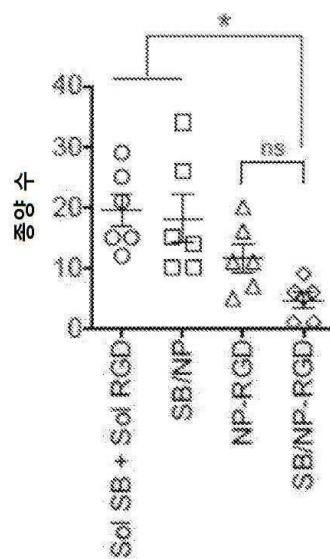 *
ns
종양 수
40
30
20
10
0
Sol SB + Sol RGD
SB/NP
NP-RGD
SB/NP-RGD